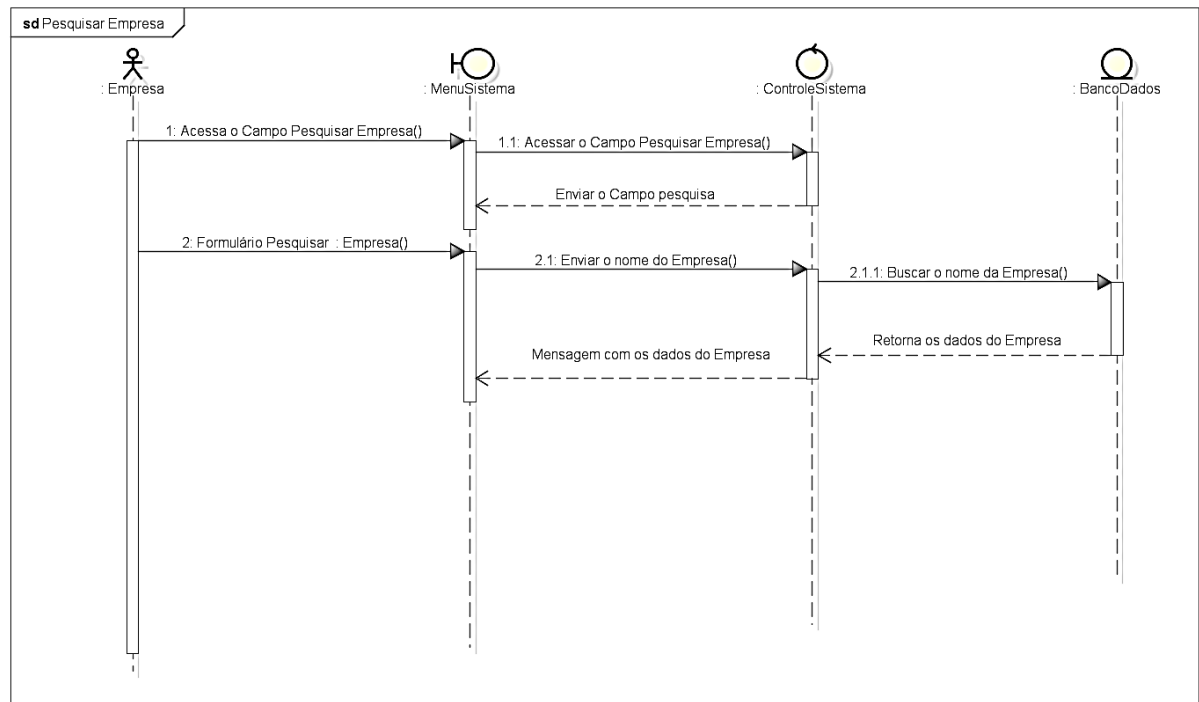 sd Pesquisar Empresa
: Empresa
: MenuSistema
: ControleSistema
: BancoDados
1: Acessa o Campo Pesquisar Empresa()
1.1: Acessar o Campo Pesquisar Empresa()
Enviar o Campo pesquisa
2: Formulário Pesquisar : Empresa()
2.1: Enviar o nome do Empresa()
2.1.1: Buscar o nome da Empresa()
Retorna os dados do Empresa
Mensagem com os dados do Empresa